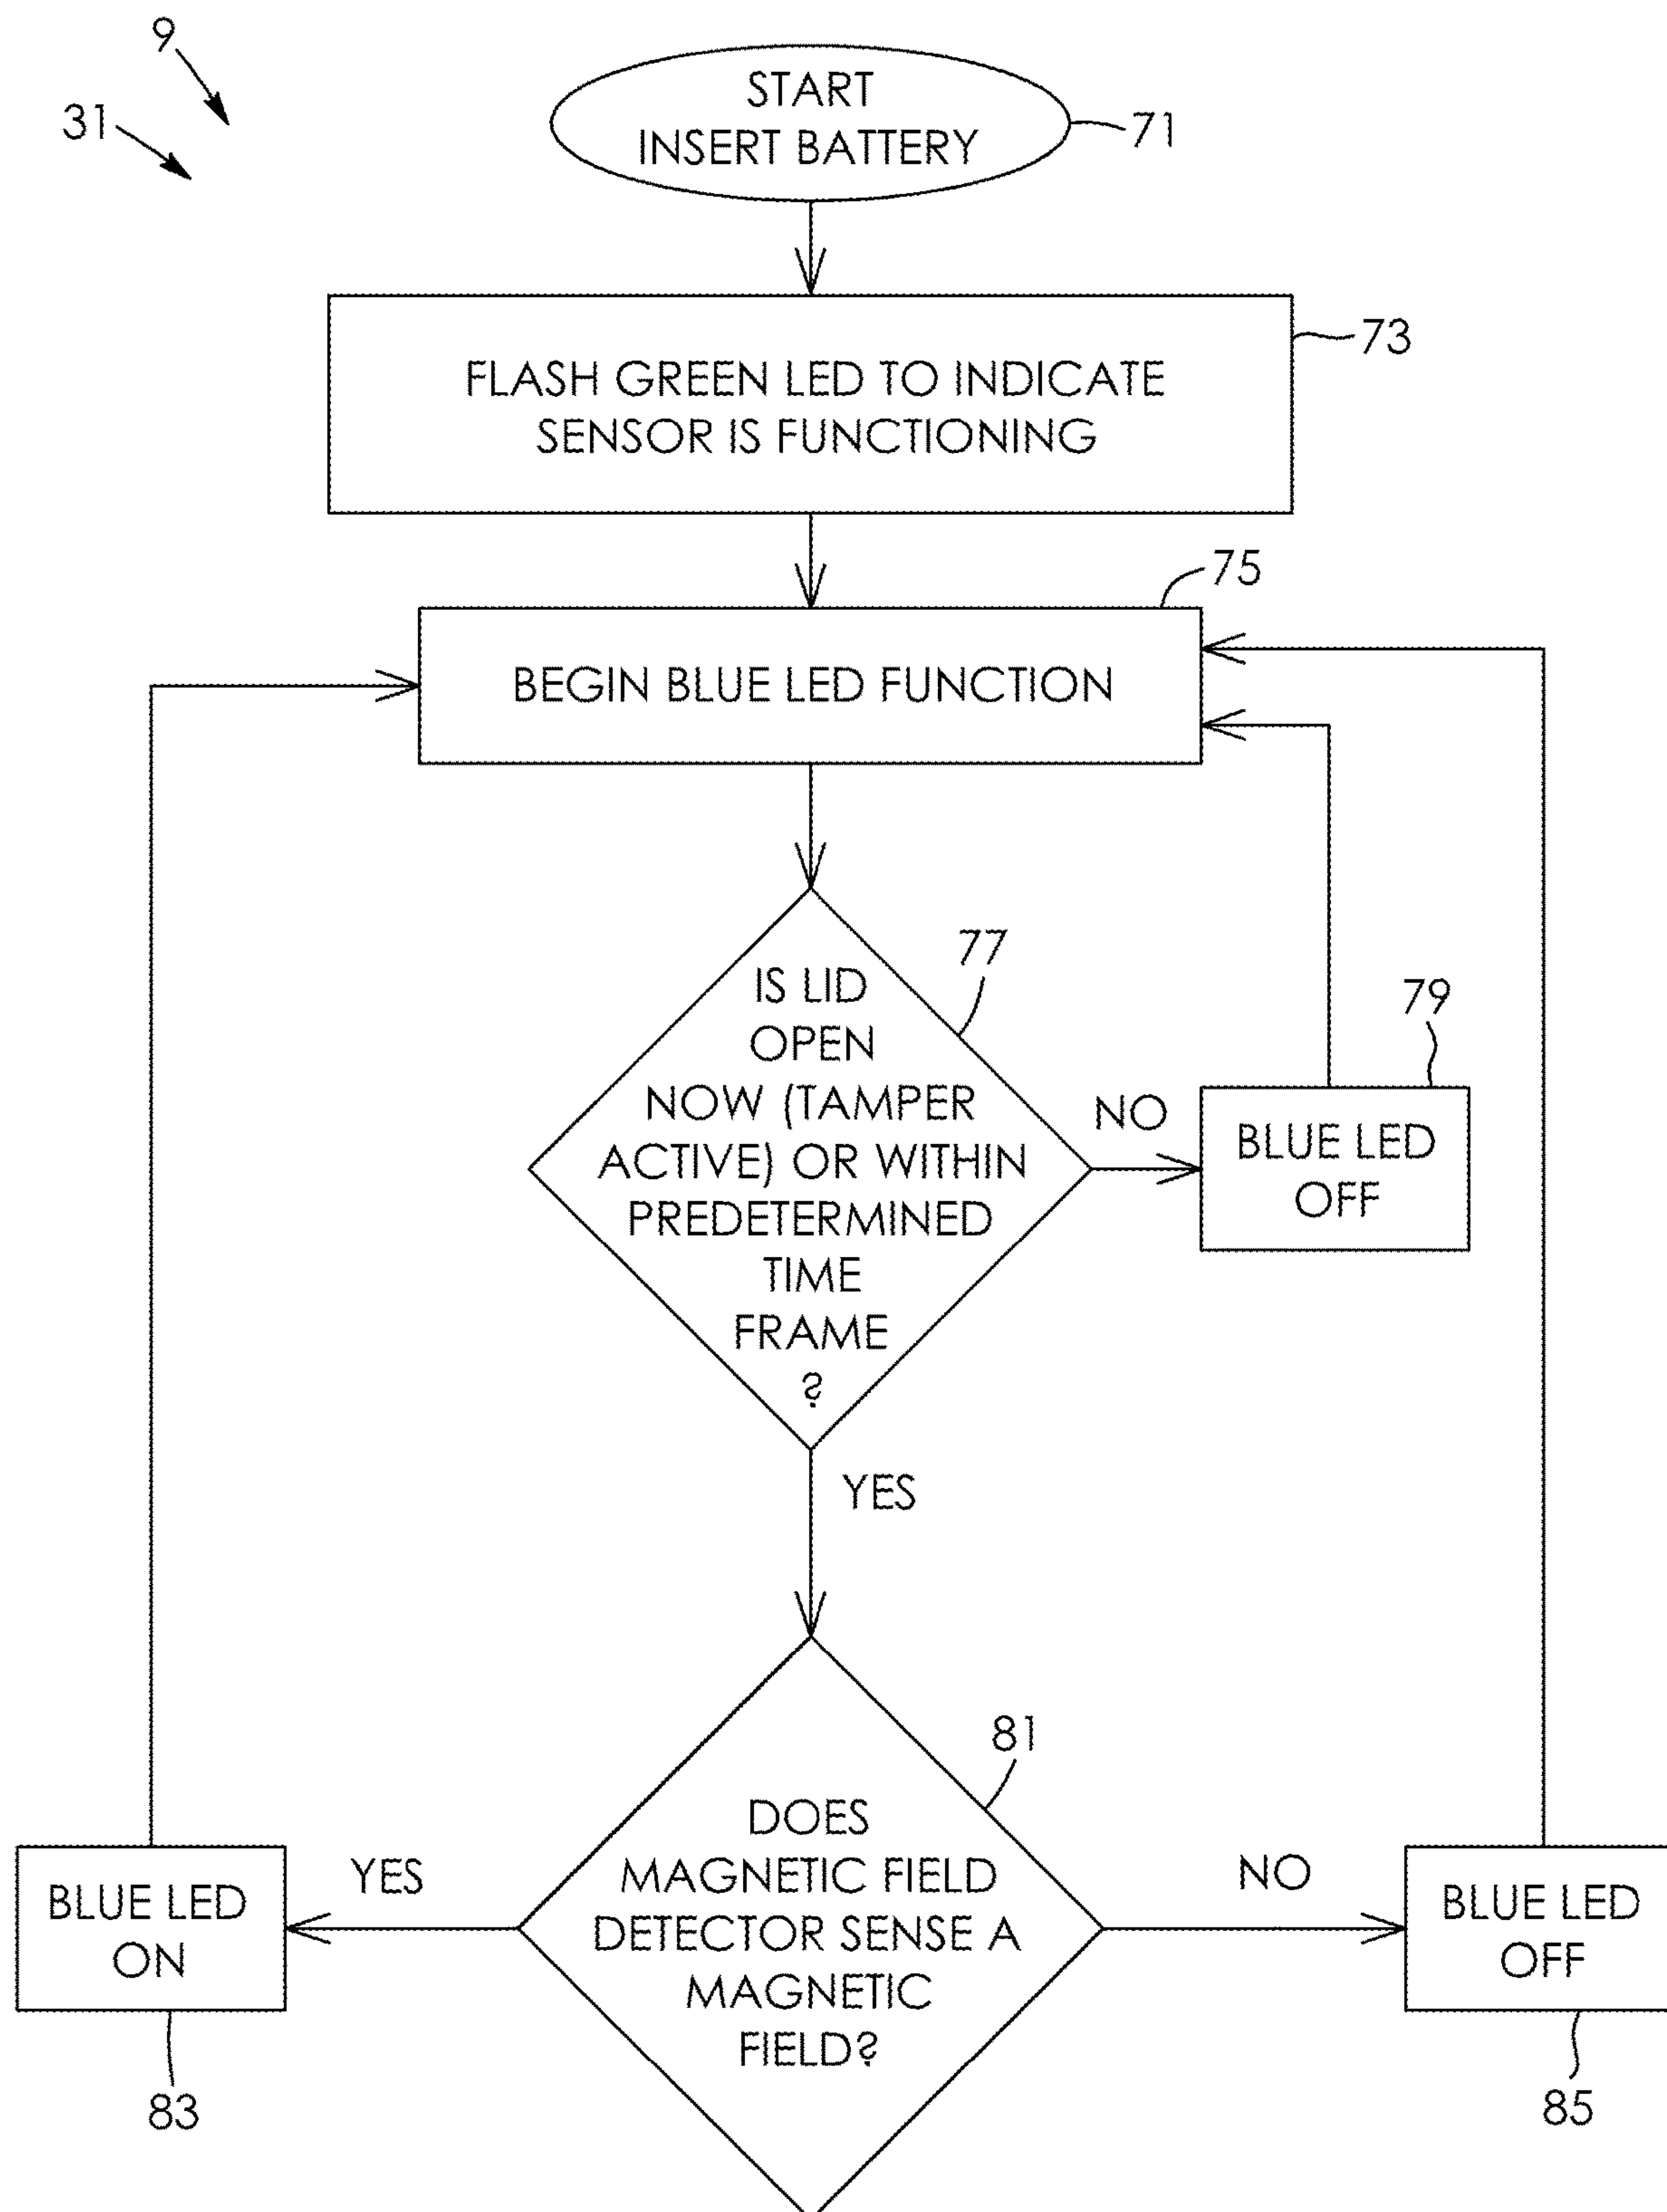 9
31
START
INSERT BATTERY
71
FLASH GREEN LED TO INDICATE
SENSOR IS FUNCTIONING
73
75
BEGIN BLUE LED FUNCTION
IS LID
OPEN
NOW (TAMPER
ACTIVE) OR WITHIN
PREDETERMINED
TIME
FRAME
?
77
NO
79
BLUE LED
OFF
YES
81
DOES
MAGNETIC FIELD
DETECTOR SENSE A
MAGNETIC
FIELD?
YES
BLUE LED
ON
83
NO
BLUE LED
OFF
85